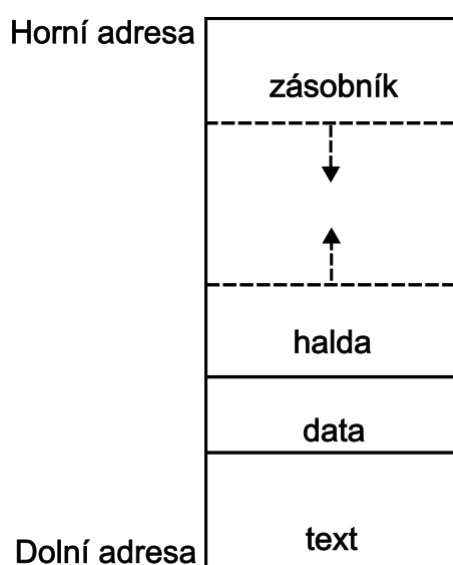 Horní adresa
zásobník
halda
data
text
Dolní adresa